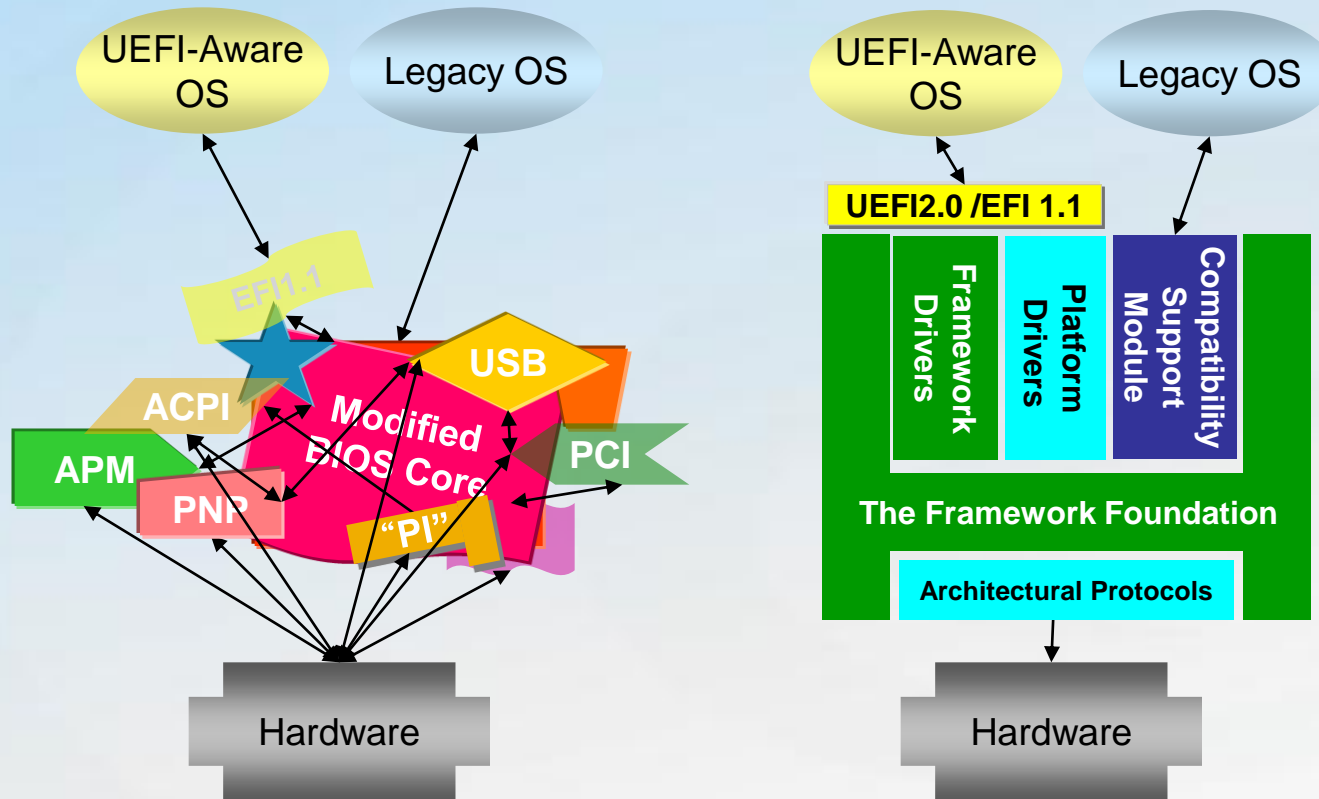 UEFI-Aware
OS
Legacy OS
EFI1.1
USB
ACPI
Modified
BIOS Core
APM
PCI
PNP
“PI”
Hardware
UEFI-Aware
OS
Legacy OS
UEFI2.0 /EFI 1.1
Framework
Drivers
Platform
Drivers
Compatibility
Support
Module
The Framework Foundation
Architectural Protocols
Hardware